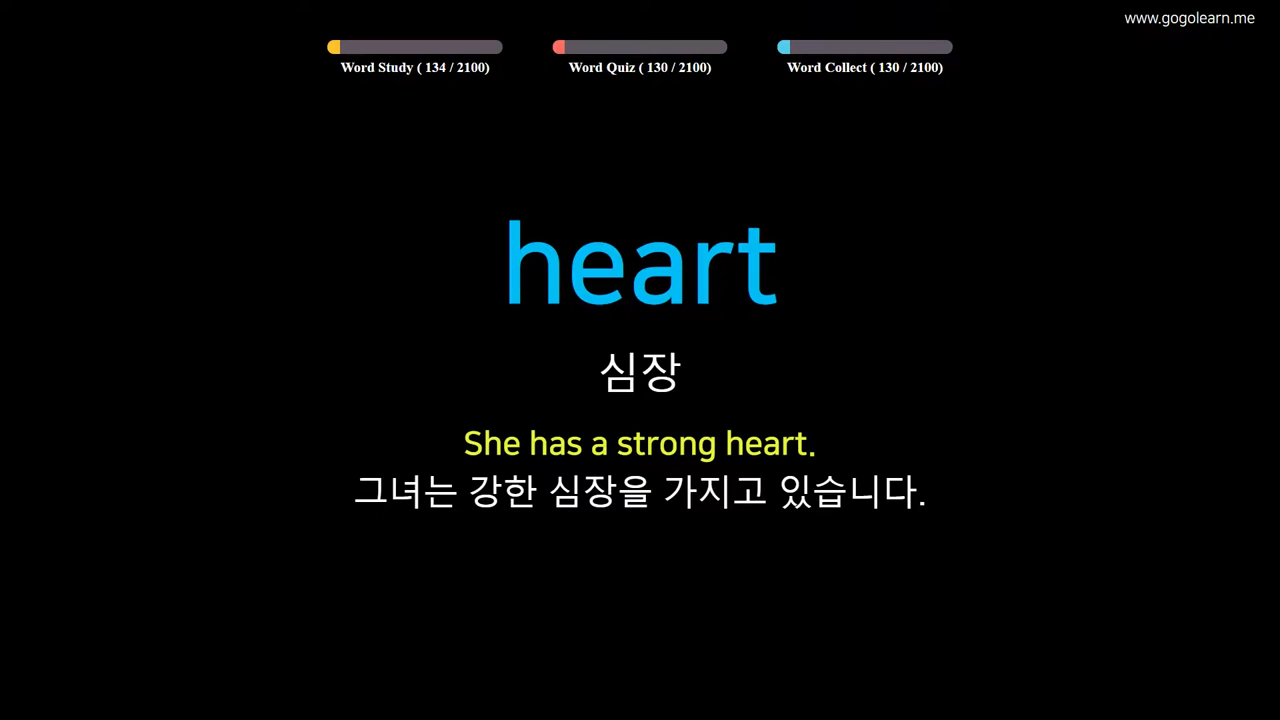 www.gogolearn.me
Word Study ( 134 / 2100)
Word Quiz ( 130 / 2100)
Word Collect ( 130 / 2100)
heart
심장
She has a strong heart.
그녀는 강한 심장을 가지고 있습니다.